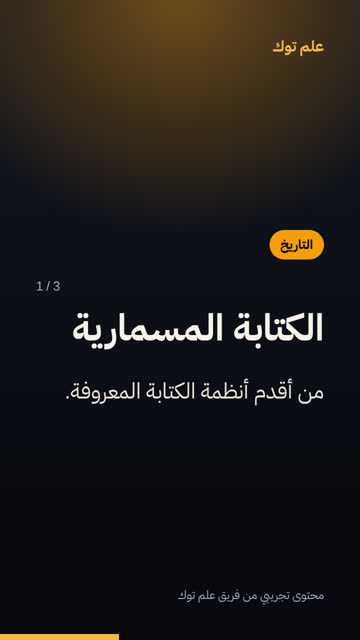 علم توك
التاريخ
1 / 3
الكتابة المسمارية
من أقدم أنظمة الكتابة المعروفة.
محتوى تجريبي من فريق علم توك